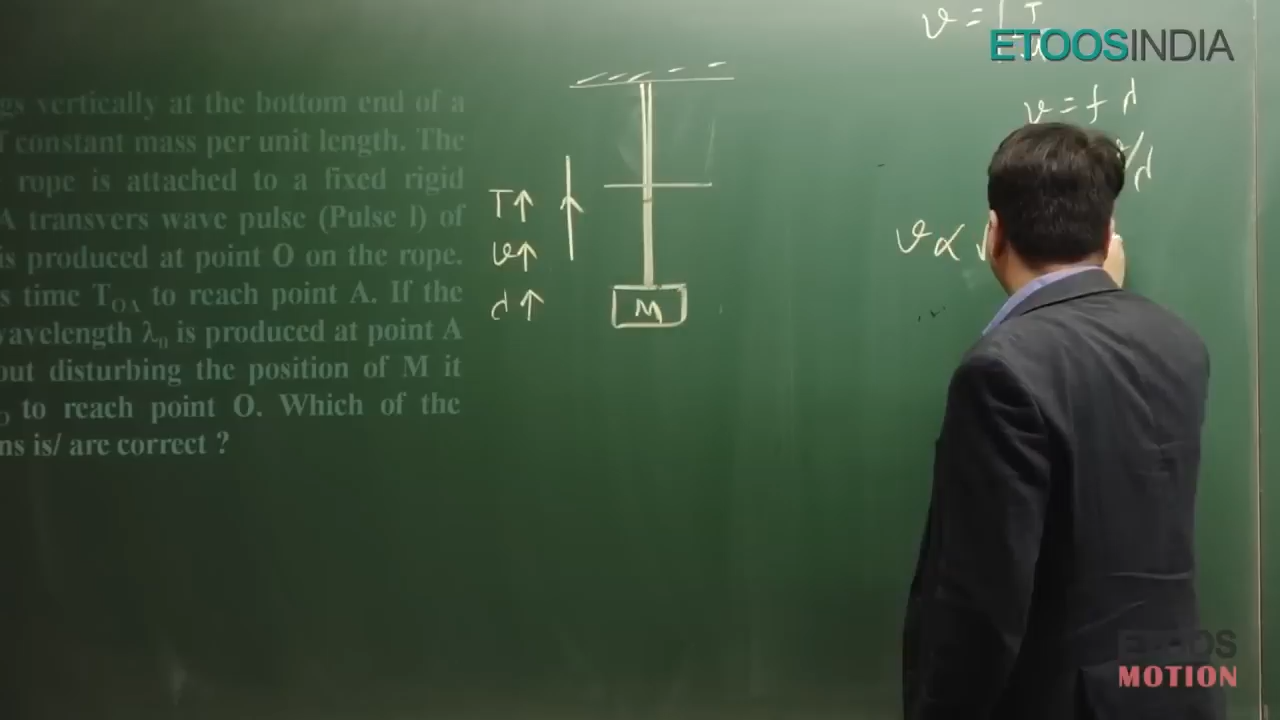 gs vertically at the bottom end of a
f constant mass per unit length. The
rope is attached to a fixed rigid
A transvers wave pulse (Pulse l) of
is produced at point O on the rope.
s time T_OA to reach point A. If the
wavelength λ₀ is produced at point A
out disturbing the position of M it
O to reach point O. Which of the
ns is/ are correct ?
T↑
v↑
λ↑
M
v =
v = f λ
v ∝ √
ETOOSINDIA
ETOOS
MOTION